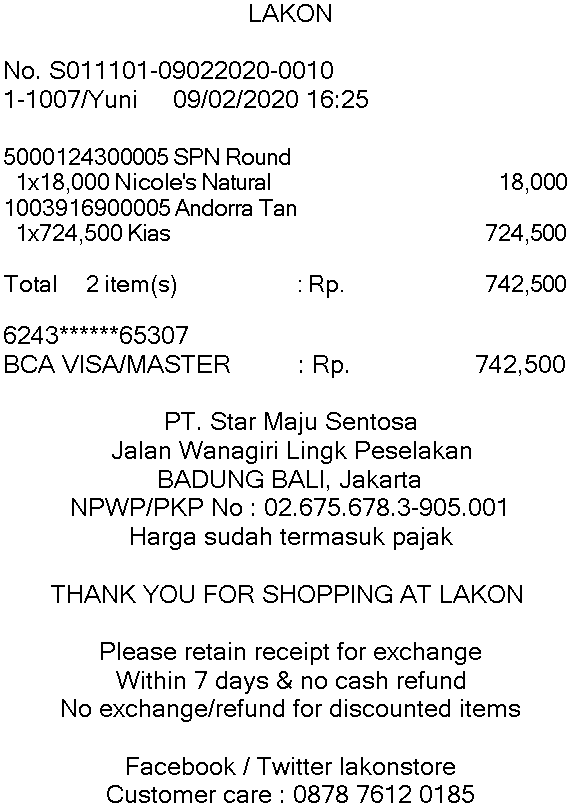 LAKON
No. S011101-09022020-0010
1-1007/Yuni 09/02/2020 16:25
5000124300005 SPN Round
1x18,000 Nicole's Natural 18,000
1003916900005 Andorra Tan
1x724,500 Kias 724,500
Total 2 item(s) : Rp. 742,500
6243******65307
BCA VISA/MASTER : Rp. 742,500
PT. Star Maju Sentosa
Jalan Wanagiri Lingk Peselakan
BADUNG BALI, Jakarta
NPWP/PKP No : 02.675.678.3-905.001
Harga sudah termasuk pajak
THANK YOU FOR SHOPPING AT LAKON
Please retain receipt for exchange
Within 7 days & no cash refund
No exchange/refund for discounted items
Facebook / Twitter lakonstore
Customer care : 0878 7612 0185